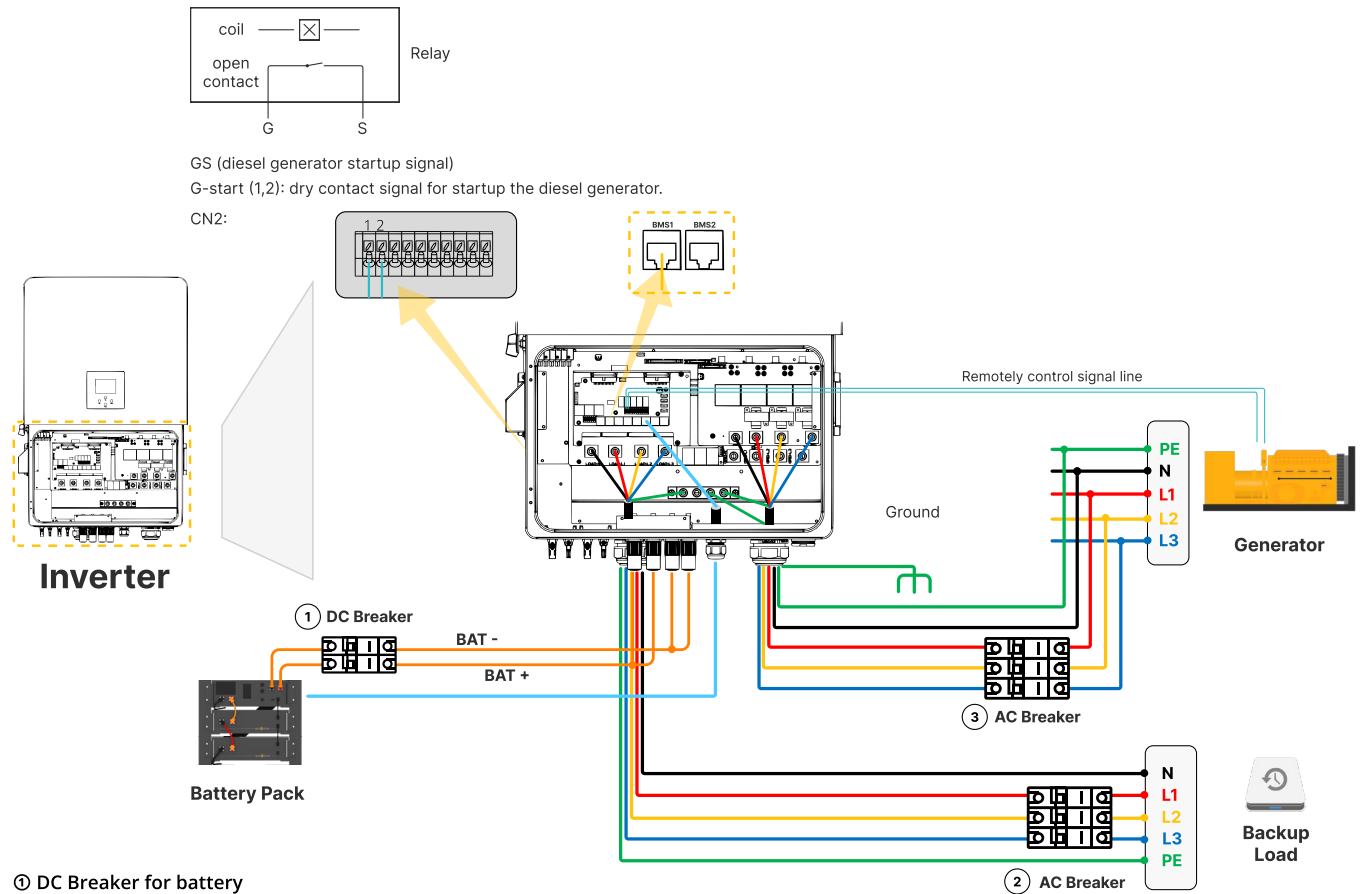 coil
open
contact
Relay
G
S
GS (diesel generator startup signal)
G-start (1,2): dry contact signal for startup the diesel generator.
CN2:
1 2
BMS1
BMS2
Remotely control signal line
PE
N
L1
L2
L3
Ground
Generator
Inverter
1 DC Breaker
BAT -
BAT +
3 AC Breaker
Battery Pack
N
L1
L2
L3
PE
Backup
Load
2 AC Breaker
① DC Breaker for battery